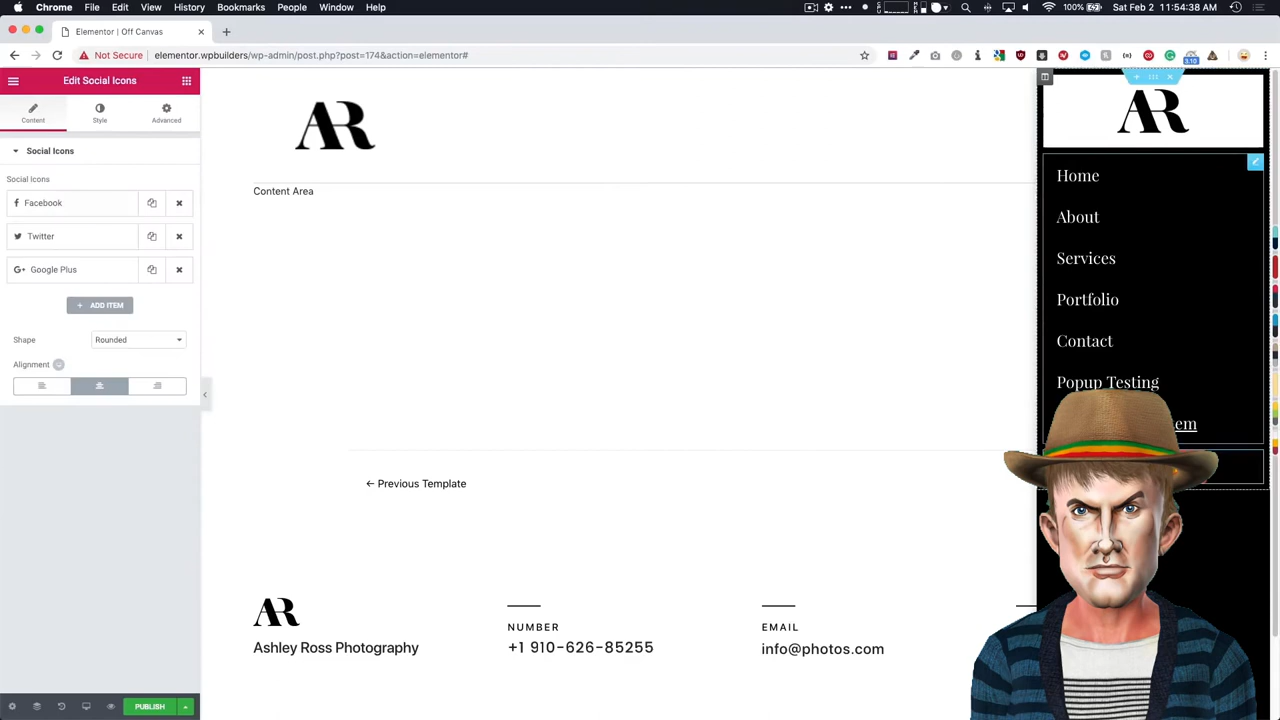 Chrome File Edit View History Bookmarks People Window Help
100% Sat Feb 2 11:54:38 AM
Elementor | Off Canvas
Not Secure elementor.wpbuilders/wp-admin/post.php?post=174&action=elementor#
3.10
Edit Social Icons
Content Style Advanced
Social Icons
Social Icons
Facebook
Twitter
G+ Google Plus
+ ADD ITEM
Shape Rounded
Alignment
PUBLISH
AR
Content Area
← Previous Template
AR
Ashley Ross Photography
NUMBER
+1 910-626-85255
EMAIL
info@photos.com
AR
Home
About
Services
Portfolio
Contact
Popup Testing
em